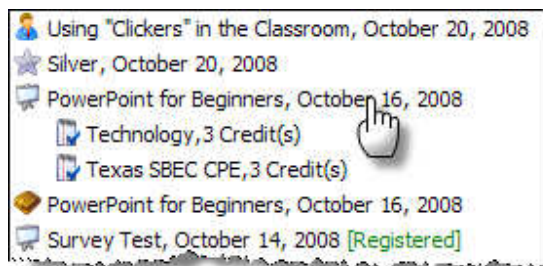 Using "Clickers" in the Classroom, October 20, 2008
Silver, October 20, 2008
PowerPoint for Beginners, October 16, 2008
Technology,3 Credit(s)
Texas SBEC CPE,3 Credit(s)
PowerPoint for Beginners, October 16, 2008
Survey Test, October 14, 2008 [Registered]